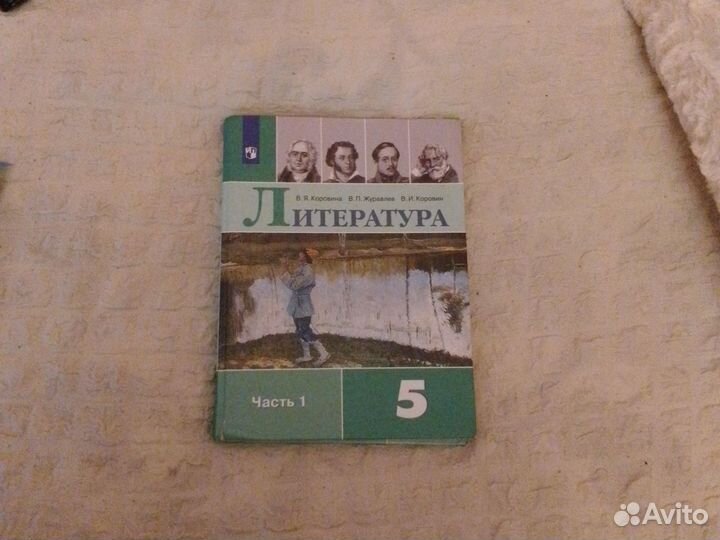 В. Я. Коровина В. П. Журавлев В. И. Коровин
ЛИТЕРАТУРА
Часть 1
5
Avito